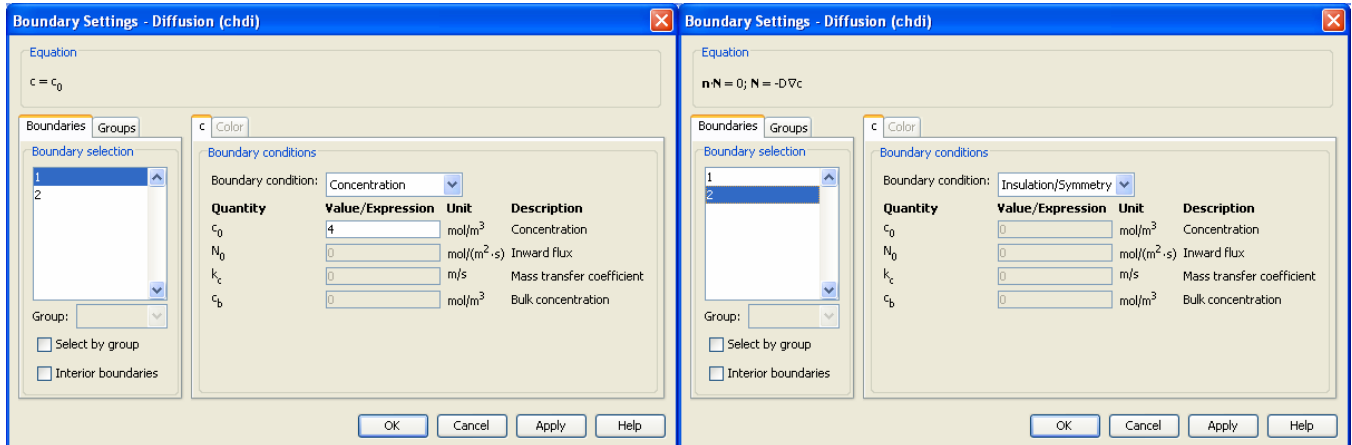 Boundary Settings - Diffusion (chdi)
Equation
c = c0
Boundaries Groups
Boundary selection
1
2
Group:
Select by group
Interior boundaries
c Color
Boundary conditions
Boundary condition: Concentration
Quantity Value/Expression Unit Description
c0 4 mol/m3 Concentration
N0 0 mol/(m2·s) Inward flux
kc 0 m/s Mass transfer coefficient
cb 0 mol/m3 Bulk concentration
OK Cancel Apply Help
Boundary Settings - Diffusion (chdi)
Equation
n·N = 0; N = -D∇c
Boundaries Groups
Boundary selection
1
2
Group:
Select by group
Interior boundaries
c Color
Boundary conditions
Boundary condition: Insulation/Symmetry
Quantity Value/Expression Unit Description
c0 0 mol/m3 Concentration
N0 0 mol/(m2·s) Inward flux
kc 0 m/s Mass transfer coefficient
cb 0 mol/m3 Bulk concentration
OK Cancel Apply Help